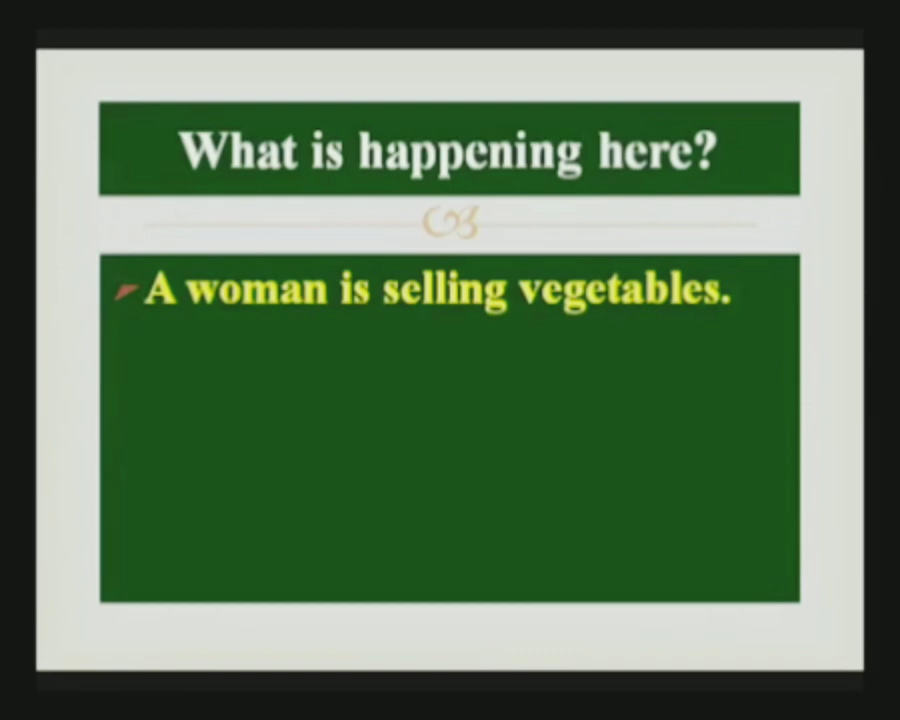 What is happening here?
A woman is selling vegetables.